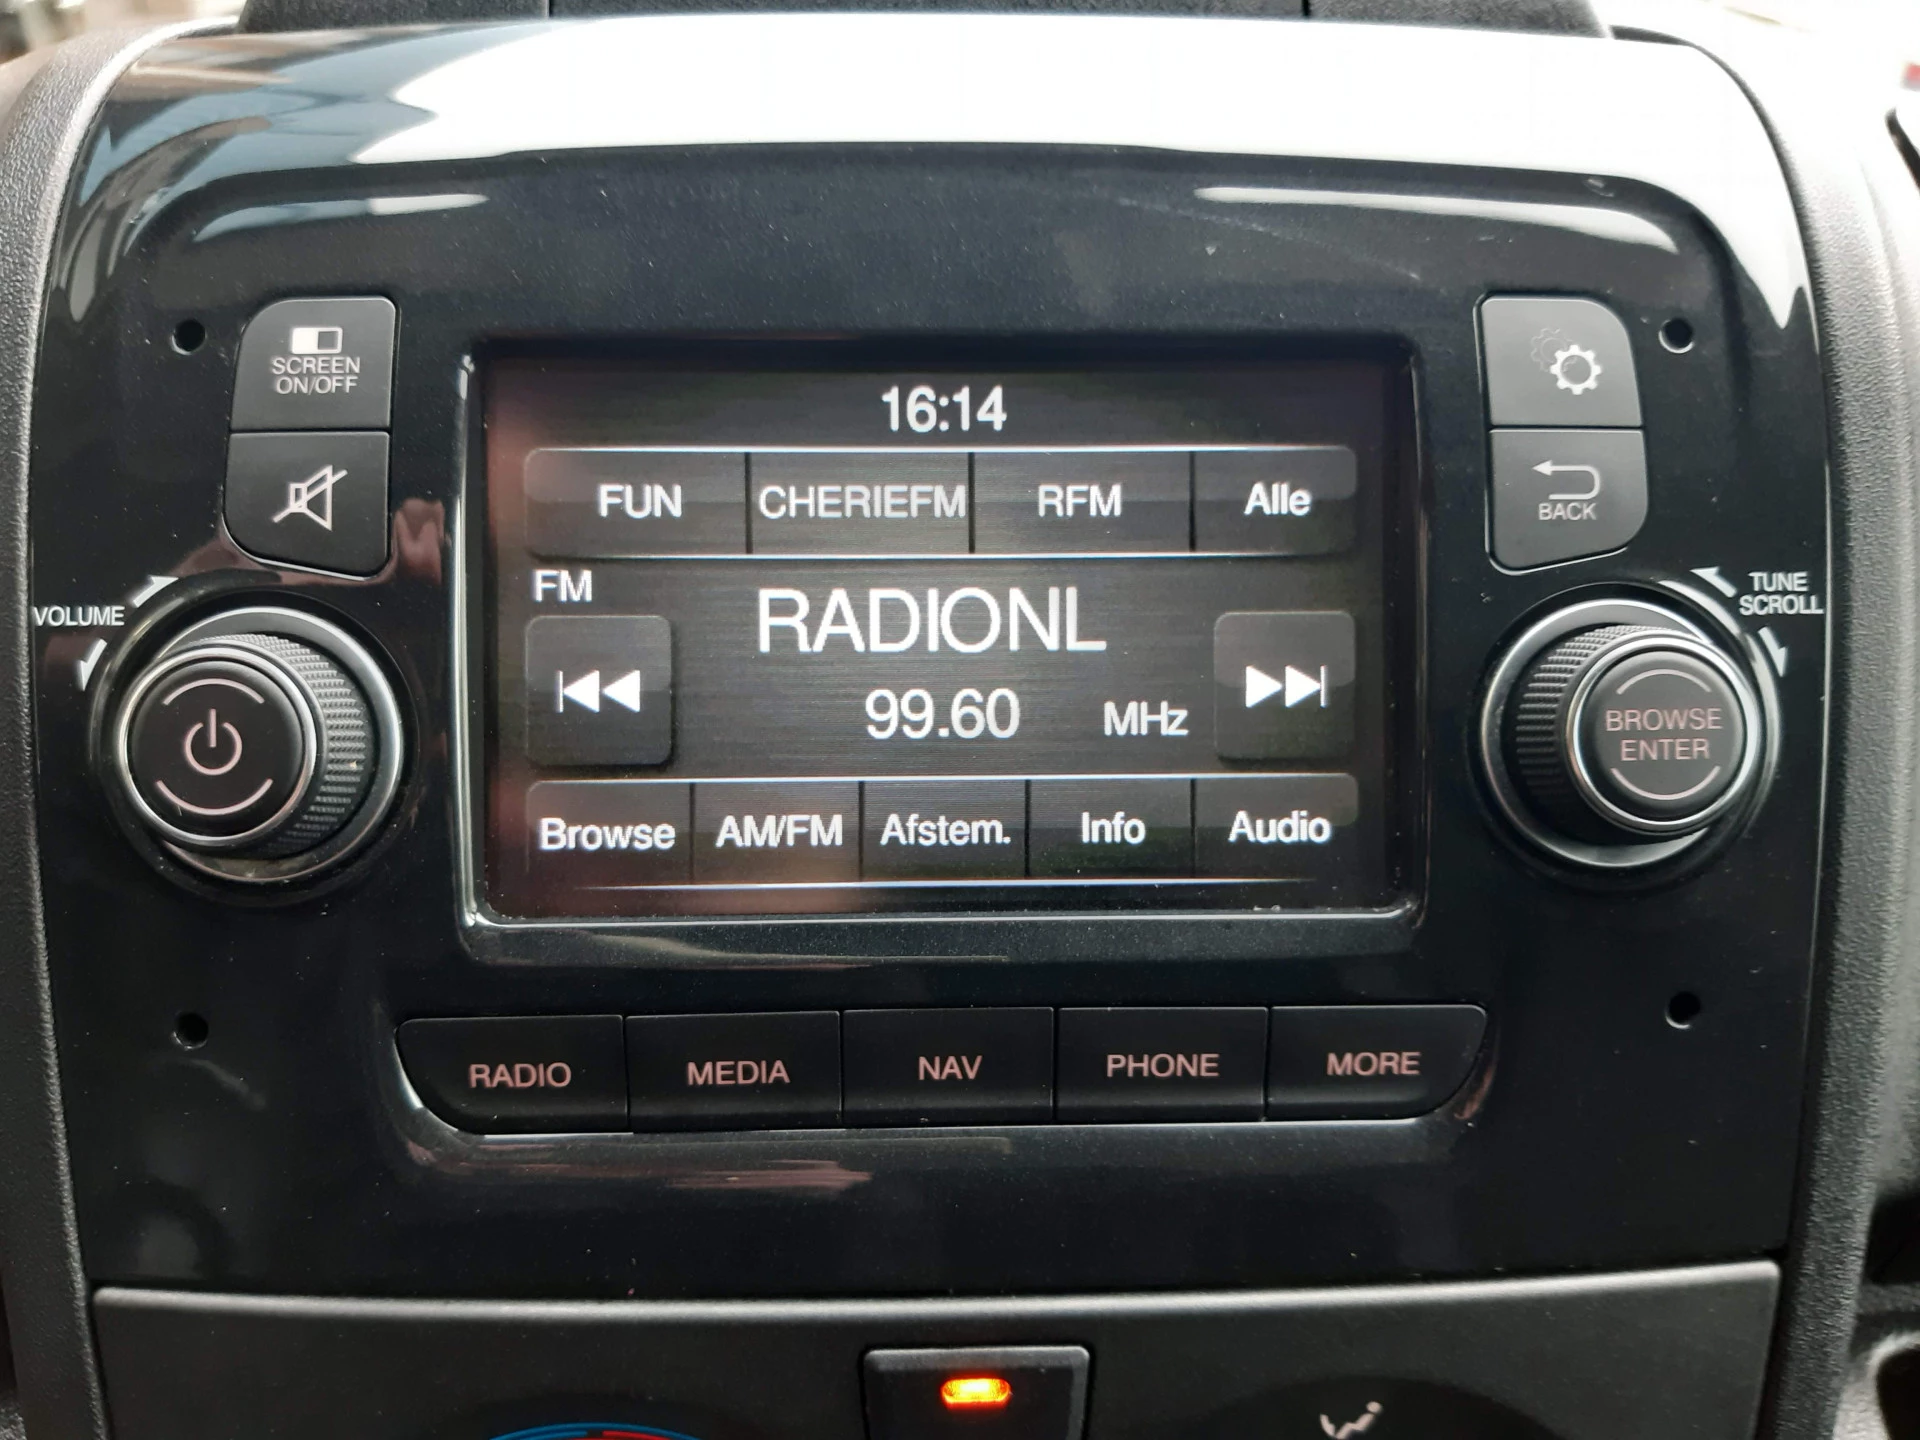 SCREEN
ON/OFF
16:14
FUN CHERIEFM RFM Alle
BACK
FM
RADIONL
VOLUME
TUNE
SCROLL
99.60 MHz
BROWSE
ENTER
Browse AM/FM Afstem. Info Audio
RADIO MEDIA NAV PHONE MORE